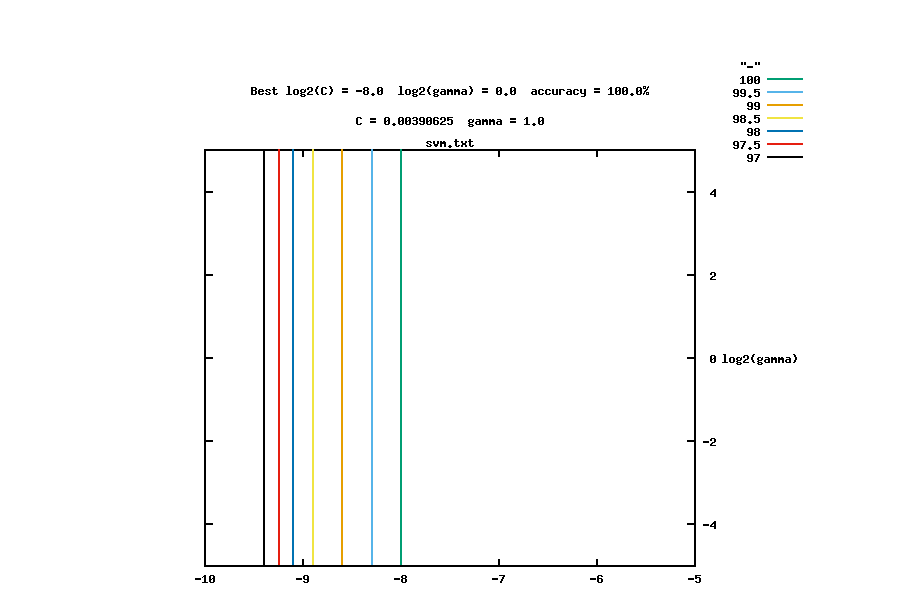 "-"
100
99.5
99
98.5
98
97.5
97
Best log2(C) = -8.0  log2(gamma) = 0.0  accuracy = 100.0%
C = 0.00390625  gamma = 1.0
svm.txt
4
2
0 log2(gamma)
-2
-4
-10 -9 -8 -7 -6 -5